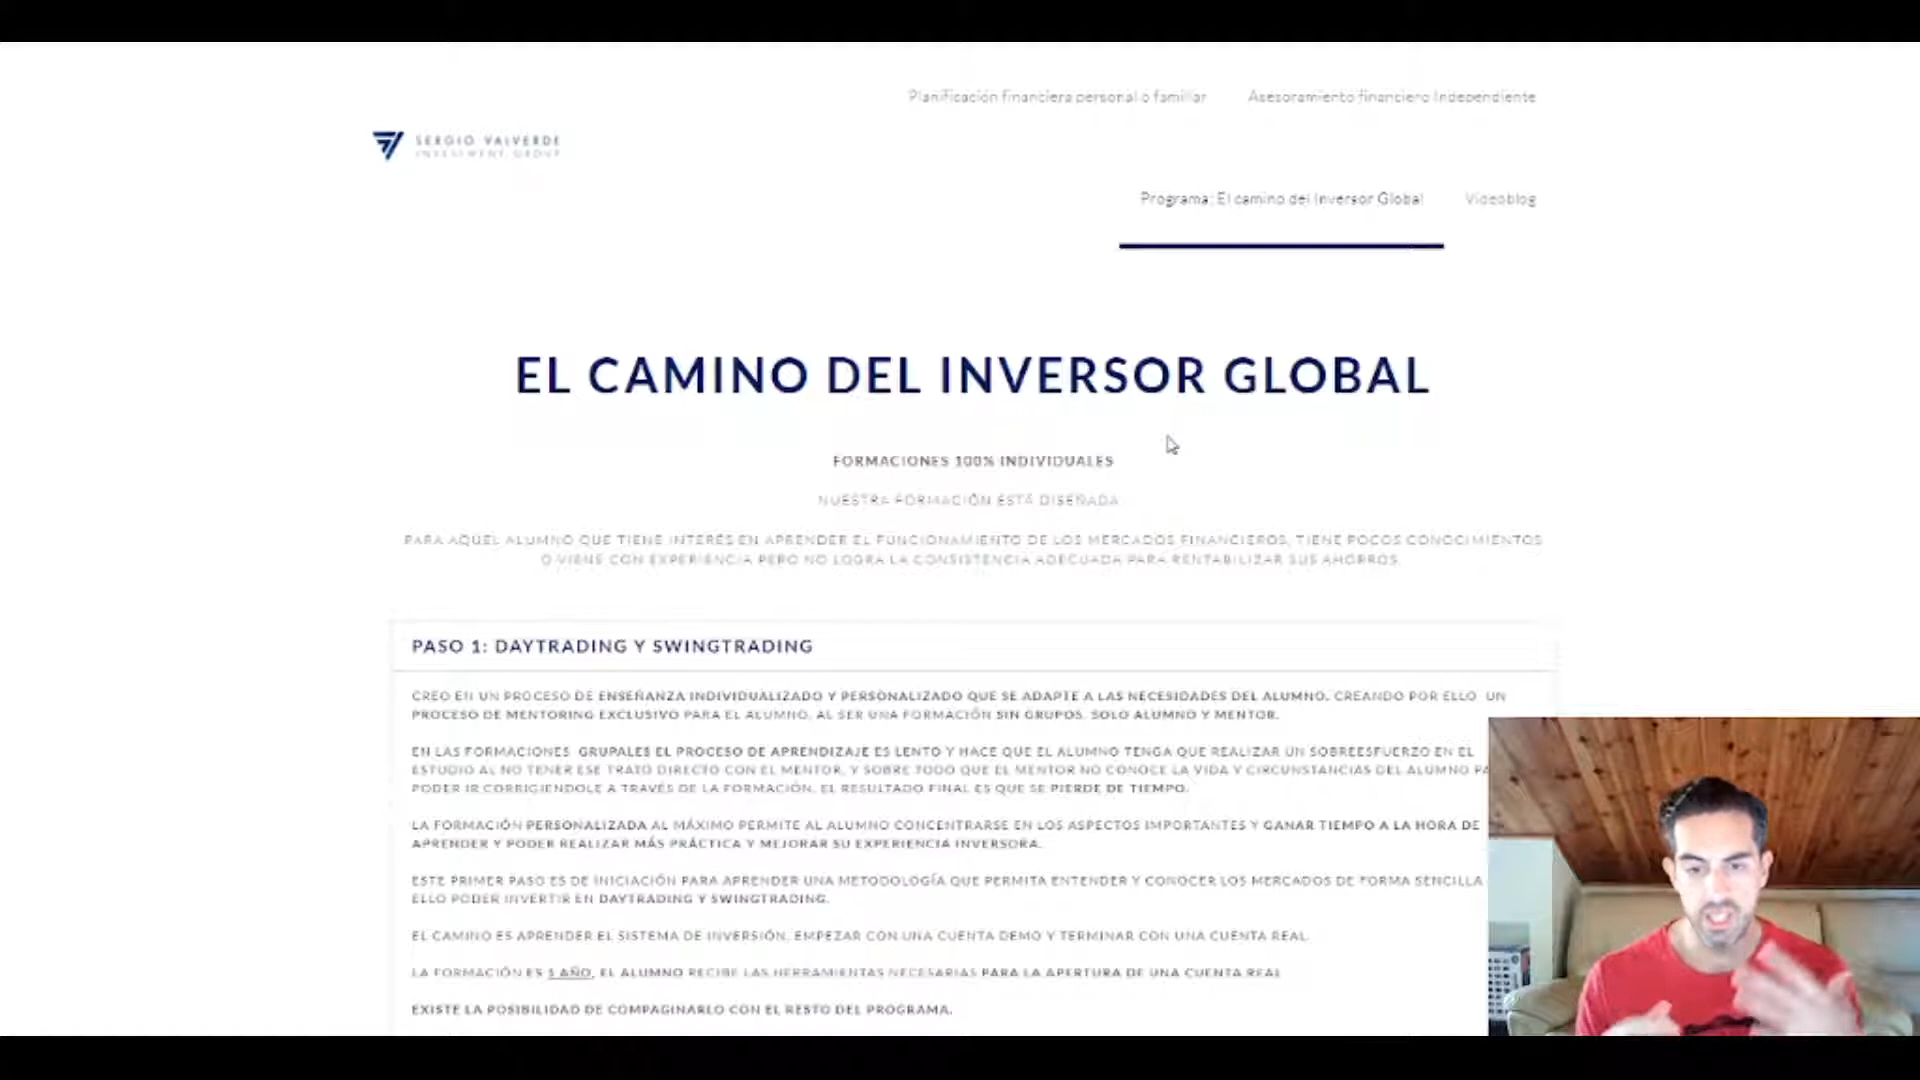 Planificación financiera personal o familiar
Asesoramiento financiero Independiente
SERGIO VALVERDE
INVESTMENT GROUP
Programa: El camino del Inversor Global
Videoblog
EL CAMINO DEL INVERSOR GLOBAL
FORMACIONES 100% INDIVIDUALES
NUESTRA FORMACIÓN ESTÁ DISEÑADA
PARA AQUEL ALUMNO QUE TIENE INTERÉS EN APRENDER EL FUNCIONAMIENTO DE LOS MERCADOS FINANCIEROS, TIENE POCOS CONOCIMIENTOS
O VIENE CON EXPERIENCIA PERO NO LOGRA LA CONSISTENCIA ADECUADA PARA RENTABILIZAR SUS AHORROS.
PASO 1: DAYTRADING Y SWINGTRADING
CREO EN UN PROCESO DE ENSEÑANZA INDIVIDUALIZADO Y PERSONALIZADO QUE SE ADAPTE A LAS NECESIDADES DEL ALUMNO. CREANDO POR ELLO UN
PROCESO DE MENTORING EXCLUSIVO PARA EL ALUMNO, AL SER UNA FORMACIÓN SIN GRUPOS, SOLO ALUMNO Y MENTOR.
EN LAS FORMACIONES GRUPALES EL PROCESO DE APRENDIZAJE ES LENTO Y HACE QUE EL ALUMNO TENGA QUE REALIZAR UN SOBREESFUERZO EN EL
ESTUDIO AL NO TENER ESE TRATO DIRECTO CON EL MENTOR, Y SOBRE TODO QUE EL MENTOR NO CONOCE LA VIDA Y CIRCUNSTANCIAS DEL ALUMNO PA
PODER IR CORRIGIENDOLE A TRAVÉS DE LA FORMACIÓN. EL RESULTADO FINAL ES QUE SE PIERDE DE TIEMPO.
LA FORMACIÓN PERSONALIZADA AL MÁXIMO PERMITE AL ALUMNO CONCENTRARSE EN LOS ASPECTOS IMPORTANTES Y GANAR TIEMPO A LA HORA DE
APRENDER Y PODER REALIZAR MÁS PRÁCTICA Y MEJORAR SU EXPERIENCIA INVERSORA.
ESTE PRIMER PASO ES DE INICIACIÓN PARA APRENDER UNA METODOLOGÍA QUE PERMITA ENTENDER Y CONOCER LOS MERCADOS DE FORMA SENCILLA
ELLO PODER INVERTIR EN DAYTRADING Y SWINGTRADING.
EL CAMINO ES APRENDER EL SISTEMA DE INVERSIÓN, EMPEZAR CON UNA CUENTA DEMO Y TERMINAR CON UNA CUENTA REAL.
LA FORMACIÓN ES 1 AÑO, EL ALUMNO RECIBE LAS HERRAMIENTAS NECESARIAS PARA LA APERTURA DE UNA CUENTA REAL
EXISTE LA POSIBILIDAD DE COMPAGINARLO CON EL RESTO DEL PROGRAMA.